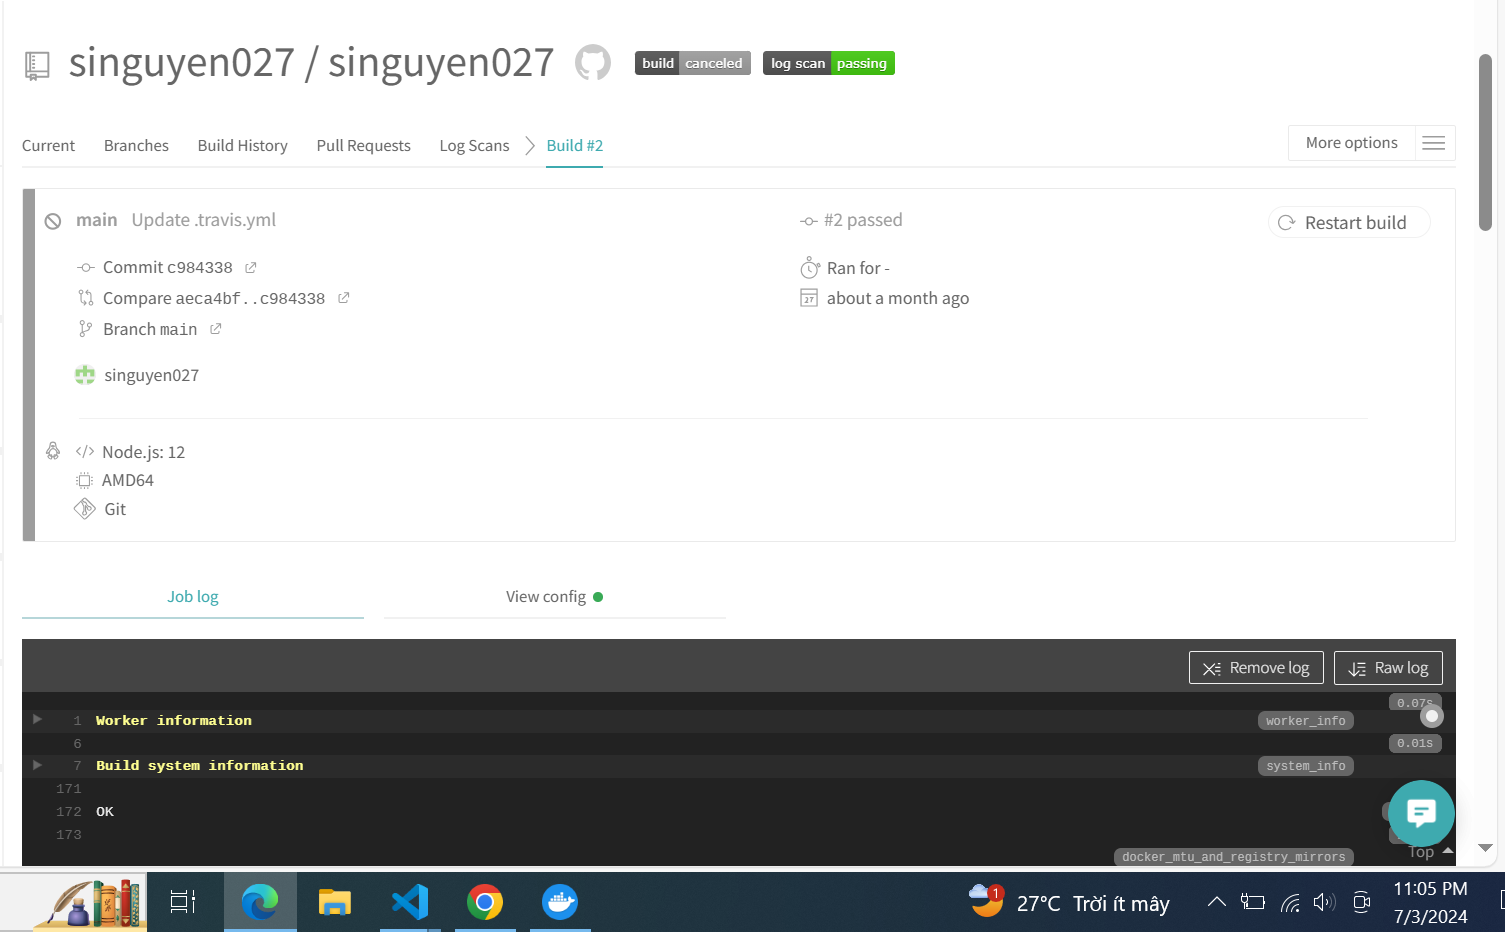 singuyen027 / singuyen027
build canceled
log scan passing
Current Branches Build History Pull Requests Log Scans Build #2
More options
main Update .travis.yml
Commit c984338
Compare aeca4bf..c984338
Branch main
singuyen027
#2 passed
Ran for -
27
about a month ago
Restart build
Node.js: 12
AMD64
Git
Job log
View config
Remove log
Raw log
0.07s
1 Worker information worker_info
6 0.01s
7 Build system information system_info
171
172 OK
173
docker_mtu_and_registry_mirrors
Top
1
27°C Trời ít mây
11:05 PM
7/3/2024